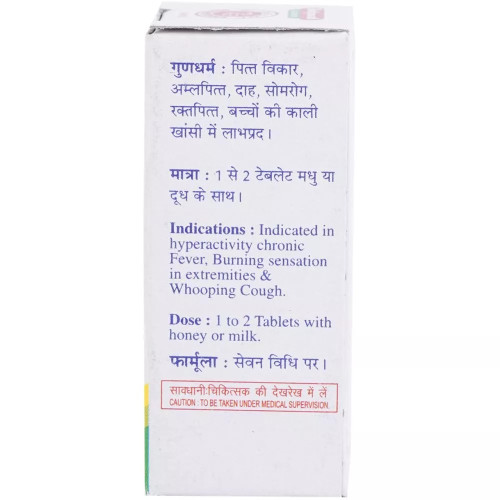 गुणधर्म : पित्त विकार,
अम्लपित्त, दाह, सोमरोग,
रक्तपित्त, बच्चों की काली
खांसी में लाभप्रद।
मात्रा : 1 से 2 टेबलेट मधु या
दूध के साथ।
Indications : Indicated in
hyperactivity chronic
Fever, Burning sensation
in extremities &
Whooping Cough.
Dose : 1 to 2 Tablets with
honey or milk.
फार्मूला : सेवन विधि पर।
सावधानी:चिकित्सक की देखरेख में लें
CAUTION : TO BE TAKEN UNDER MEDICAL SUPERVISION